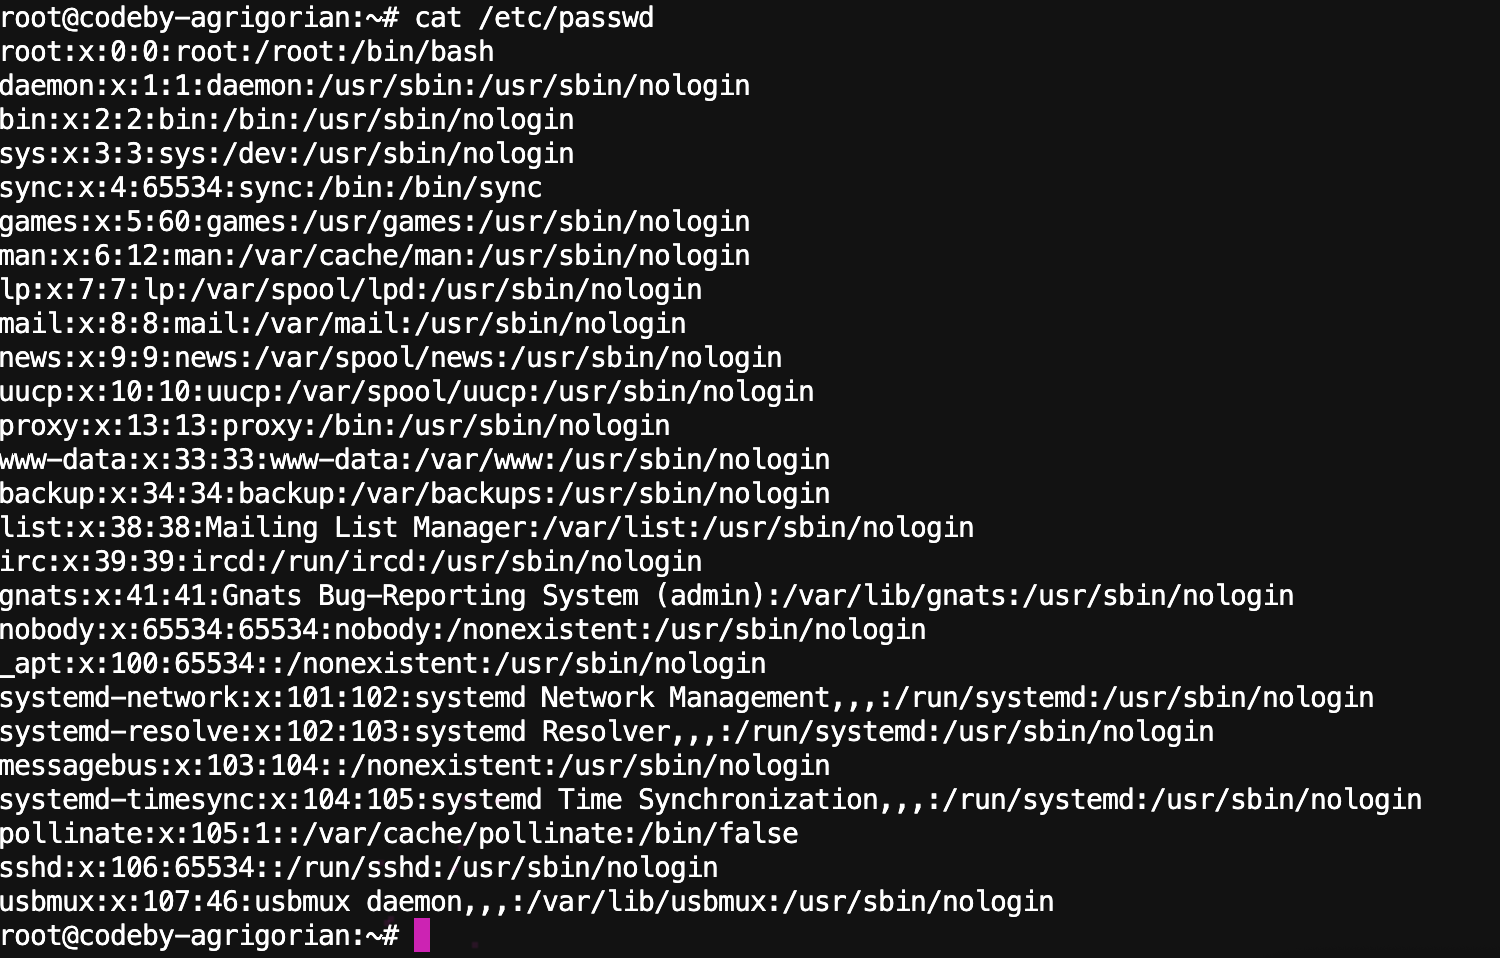 root@codeby-agrigorian:~# cat /etc/passwd
root:x:0:0:root:/root:/bin/bash
daemon:x:1:1:daemon:/usr/sbin:/usr/sbin/nologin
bin:x:2:2:bin:/bin:/usr/sbin/nologin
sys:x:3:3:sys:/dev:/usr/sbin/nologin
sync:x:4:65534:sync:/bin:/bin/sync
games:x:5:60:games:/usr/games:/usr/sbin/nologin
man:x:6:12:man:/var/cache/man:/usr/sbin/nologin
lp:x:7:7:lp:/var/spool/lpd:/usr/sbin/nologin
mail:x:8:8:mail:/var/mail:/usr/sbin/nologin
news:x:9:9:news:/var/spool/news:/usr/sbin/nologin
uucp:x:10:10:uucp:/var/spool/uucp:/usr/sbin/nologin
proxy:x:13:13:proxy:/bin:/usr/sbin/nologin
www-data:x:33:33:www-data:/var/www:/usr/sbin/nologin
backup:x:34:34:backup:/var/backups:/usr/sbin/nologin
list:x:38:38:Mailing List Manager:/var/list:/usr/sbin/nologin
irc:x:39:39:ircd:/run/ircd:/usr/sbin/nologin
gnats:x:41:41:Gnats Bug-Reporting System (admin):/var/lib/gnats:/usr/sbin/nologin
nobody:x:65534:65534:nobody:/nonexistent:/usr/sbin/nologin
_apt:x:100:65534::/nonexistent:/usr/sbin/nologin
systemd-network:x:101:102:systemd Network Management,,,:/run/systemd:/usr/sbin/nologin
systemd-resolve:x:102:103:systemd Resolver,,,:/run/systemd:/usr/sbin/nologin
messagebus:x:103:104::/nonexistent:/usr/sbin/nologin
systemd-timesync:x:104:105:systemd Time Synchronization,,,:/run/systemd:/usr/sbin/nologin
pollinate:x:105:1::/var/cache/pollinate:/bin/false
sshd:x:106:65534::/run/sshd:/usr/sbin/nologin
usbmux:x:107:46:usbmux daemon,,,:/var/lib/usbmux:/usr/sbin/nologin
root@codeby-agrigorian:~#